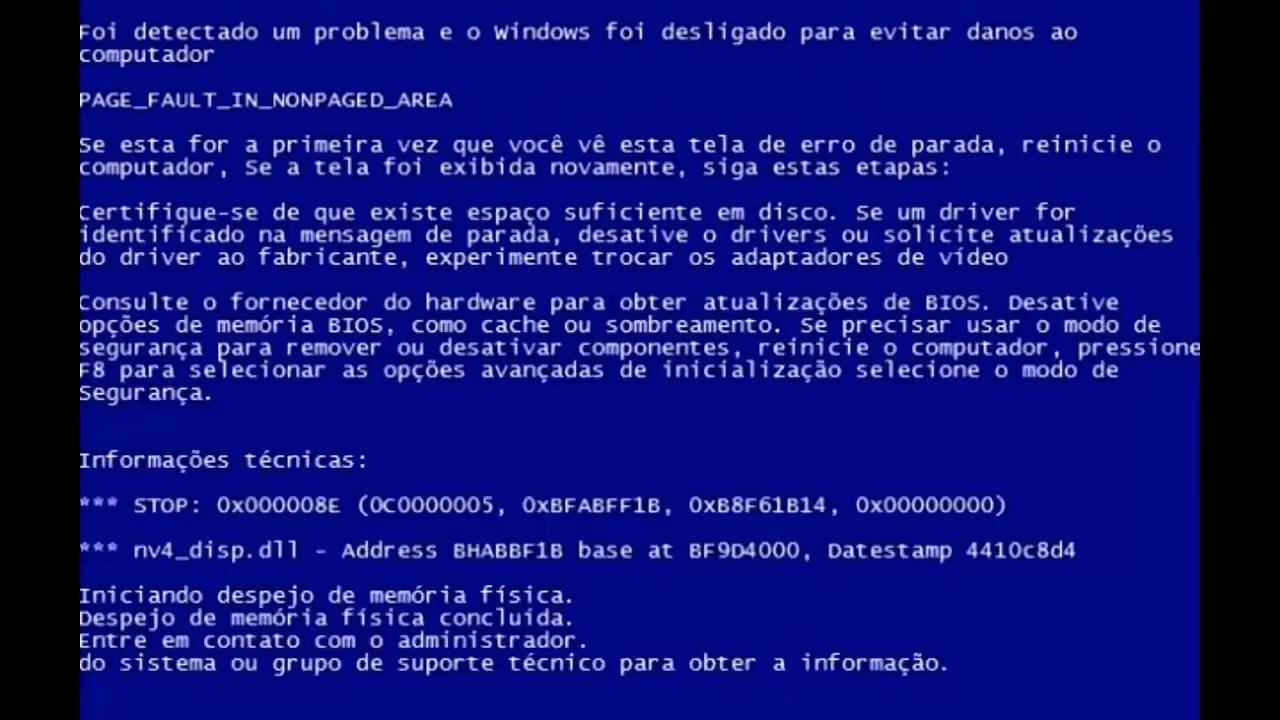 Foi detectado um problema e o Windows foi desligado para evitar danos ao
computador
PAGE_FAULT_IN_NONPAGED_AREA
Se esta for a primeira vez que você vê esta tela de erro de parada, reinicie o
computador, Se a tela foi exibida novamente, siga estas etapas:
Certifique-se de que existe espaço suficiente em disco. Se um driver for
identificado na mensagem de parada, desative o drivers ou solicite atualizações
do driver ao fabricante, experimente trocar os adaptadores de vídeo
Consulte o fornecedor do hardware para obter atualizações de BIOS. Desative
opções de memória BIOS, como cache ou sombreamento. Se precisar usar o modo de
segurança para remover ou desativar componentes, reinicie o computador, pressione
F8 para selecionar as opções avançadas de inicialização selecione o modo de
Segurança.
Informações técnicas:
*** STOP: 0x000008E (0C0000005, 0xBFABFF1B, 0xB8F61B14, 0x00000000)
*** nv4_disp.dll - Address BHABBF1B base at BF9D4000, Datestamp 4410c8d4
Iniciando despejo de memória física.
Despejo de memória física concluída.
Entre em contato com o administrador.
do sistema ou grupo de suporte técnico para obter a informação.